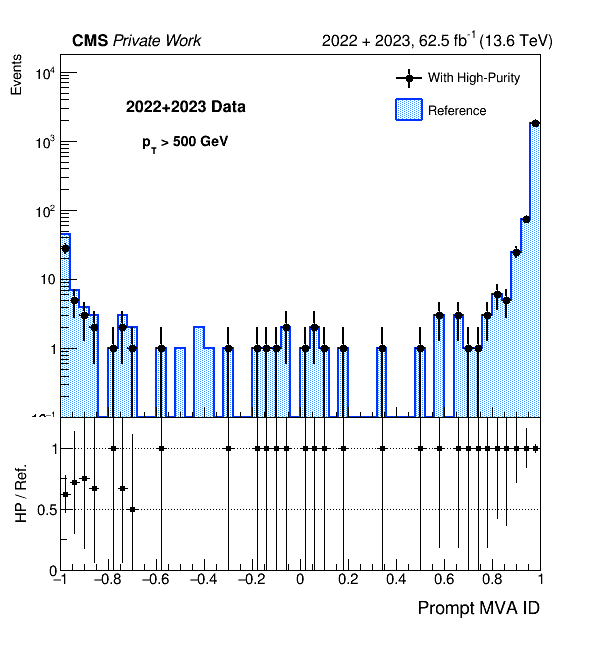 CMS Private Work 2022 + 2023, 62.5 fb⁻¹ (13.6 TeV)
Events
10⁴
10³
10²
10
1
10⁻¹
2022+2023 Data
p_T > 500 GeV
With High-Purity
Reference
HP / Ref.
1
0.5
0
−1 −0.8 −0.6 −0.4 −0.2 0 0.2 0.4 0.6 0.8 1
Prompt MVA ID